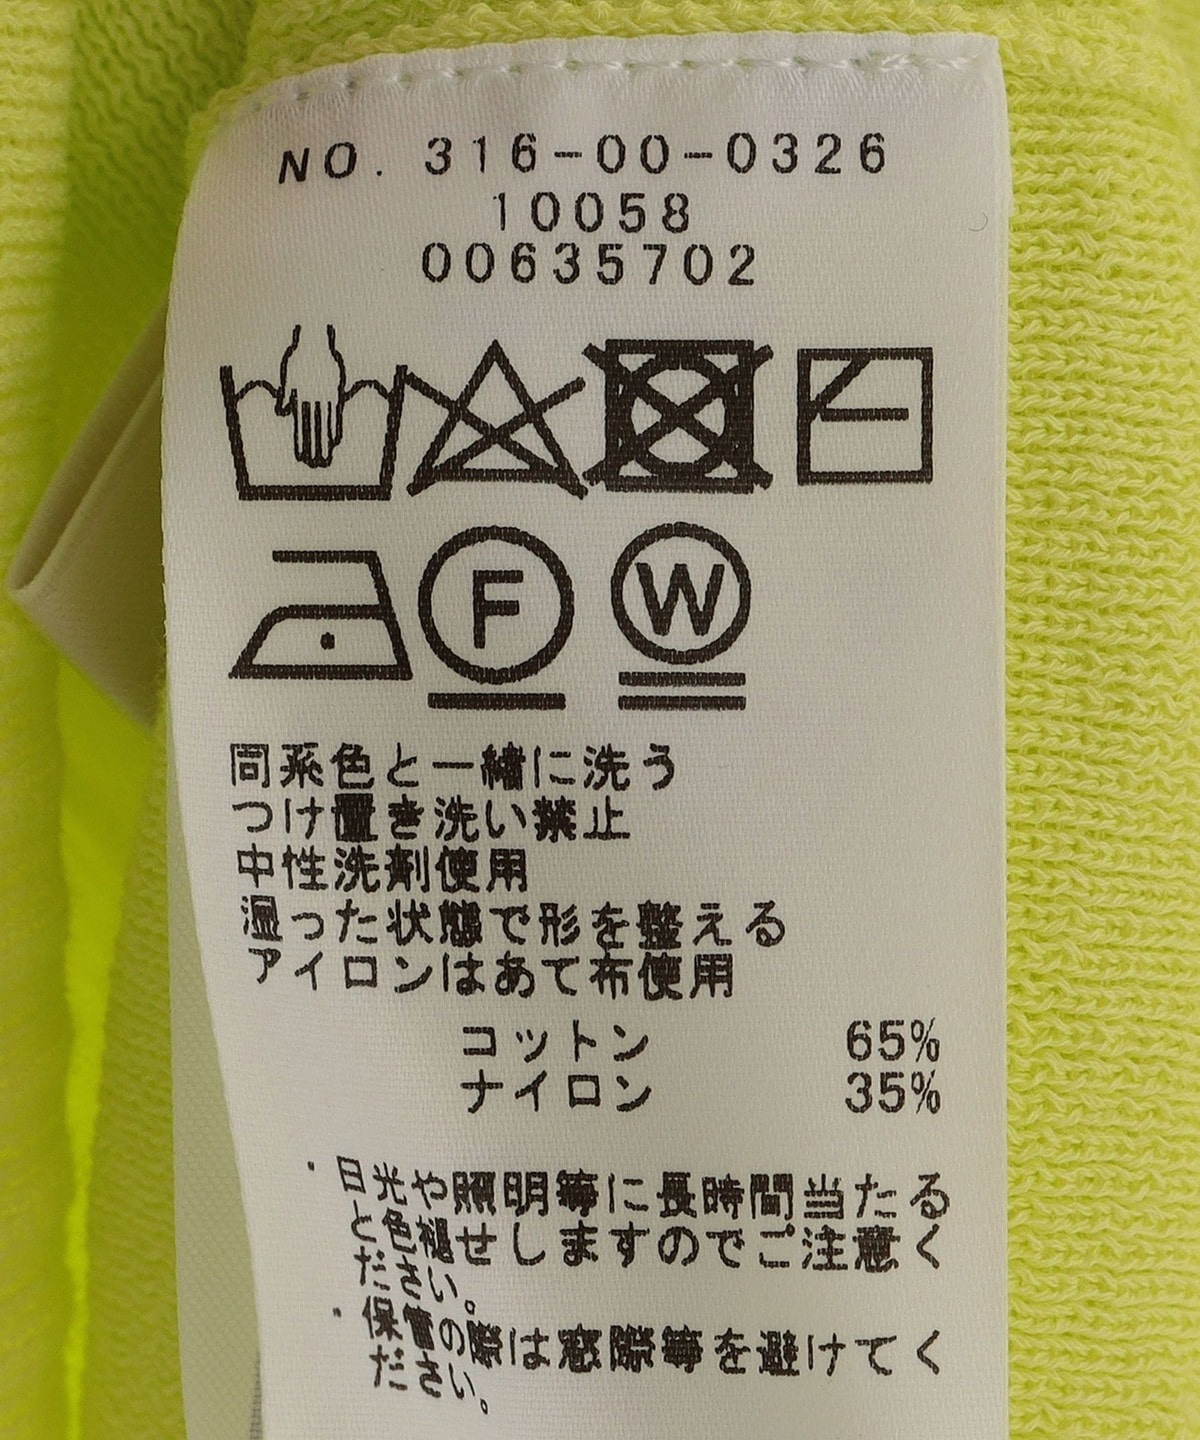 NO. 316-00-0326
10058
00635702
F
W
同系色と一緒に洗う
つけ置き洗い禁止
中性洗剤使用
湿った状態で形を整える
アイロンはあて布使用
コットン 65%
ナイロン 35%
・日光や照明等に長時間当たる
と色褪せしますのでご注意く
ださい。
・保管の際は窓際等を避けてく
ださい。